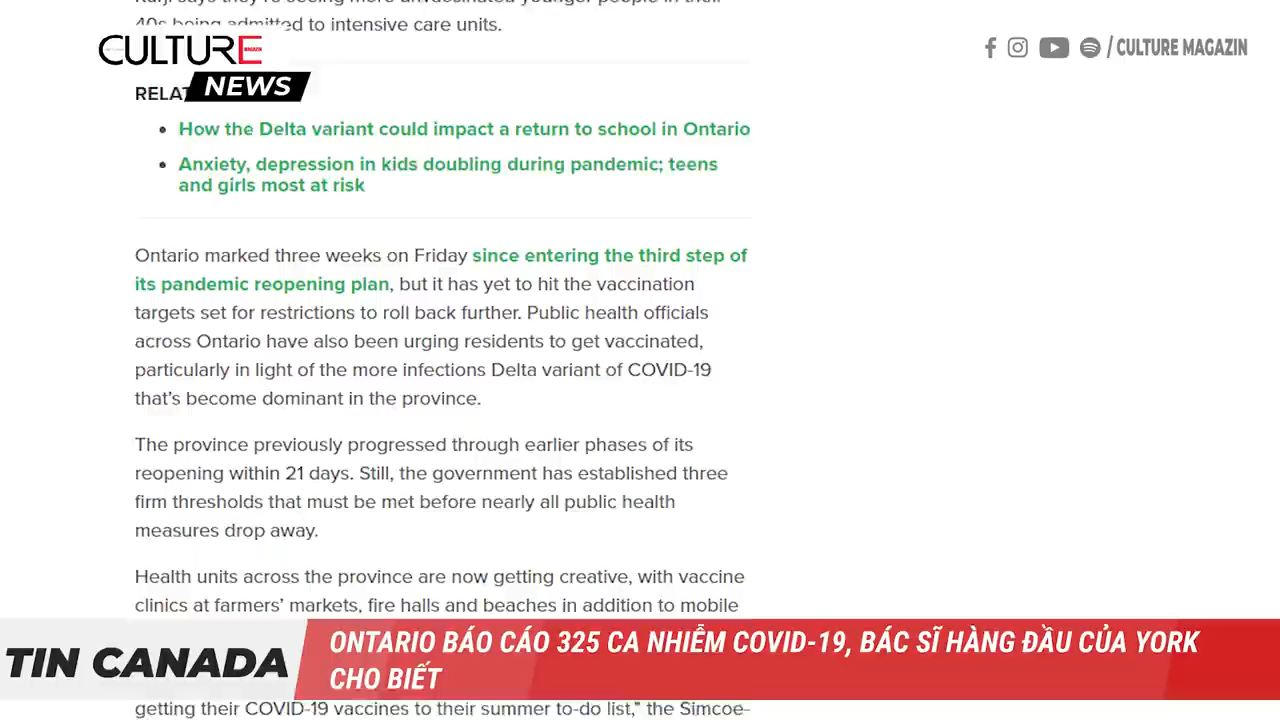 40s being admitted to intensive care units.
CULTURE
MAGAZIN
NEWS
/ CULTURE MAGAZIN
How the Delta variant could impact a return to school in Ontario
Anxiety, depression in kids doubling during pandemic; teens
and girls most at risk
Ontario marked three weeks on Friday since entering the third step of
its pandemic reopening plan, but it has yet to hit the vaccination
targets set for restrictions to roll back further. Public health officials
across Ontario have also been urging residents to get vaccinated,
particularly in light of the more infections Delta variant of COVID-19
that's become dominant in the province.
The province previously progressed through earlier phases of its
reopening within 21 days. Still, the government has established three
firm thresholds that must be met before nearly all public health
measures drop away.
Health units across the province are now getting creative, with vaccine
clinics at farmers' markets, fire halls and beaches in addition to mobile
TIN CANADA
ONTARIO BÁO CÁO 325 CA NHIỄM COVID-19, BÁC SĨ HÀNG ĐẦU CỦA YORK
CHO BIẾT
getting their COVID-19 vaccines to their summer to-do list," the Simcoe-